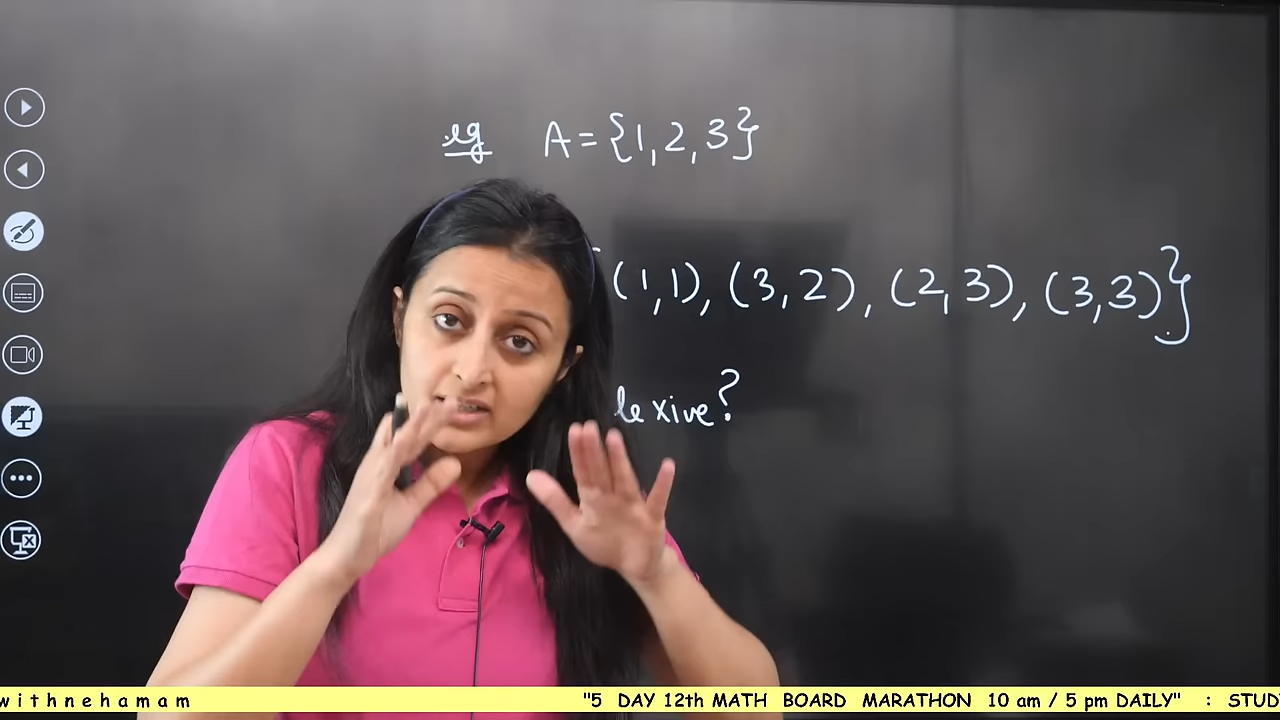 eg A={1,2,3}
(1,1), (3,2), (2,3), (3,3)}
lexive?
withnehamam "5 DAY 12th MATH BOARD MARATHON 10 am / 5 pm DAILY" : STUD